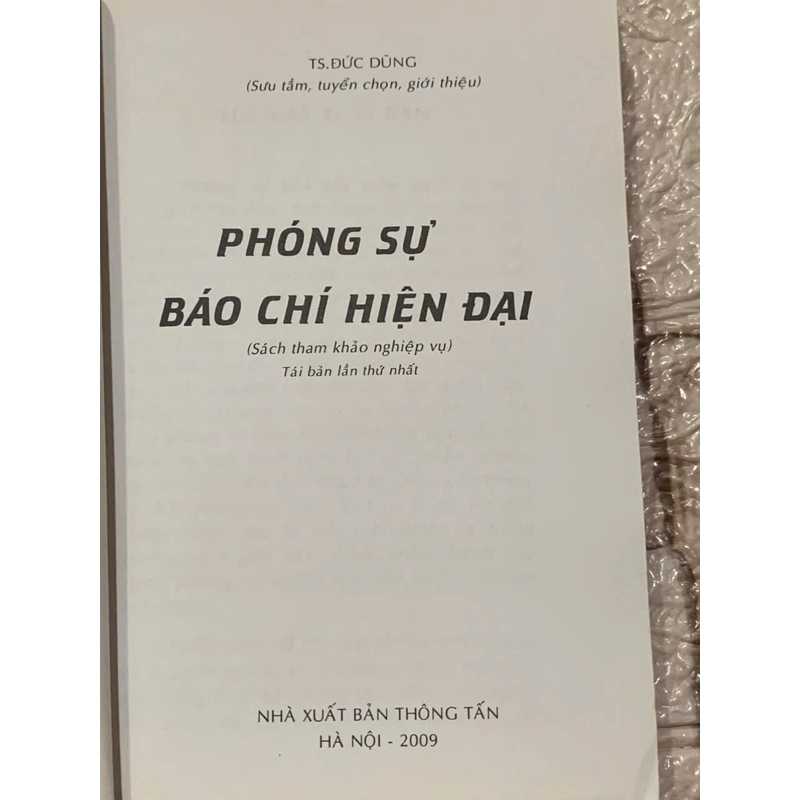 TS.ĐỨC DŨNG
(Sưu tầm, tuyển chọn, giới thiệu)
PHÓNG SỰ
BÁO CHÍ HIỆN ĐẠI
(Sách tham khảo nghiệp vụ)
Tái bản lần thứ nhất
NHÀ XUẤT BẢN THÔNG TẤN
HÀ NỘI - 2009